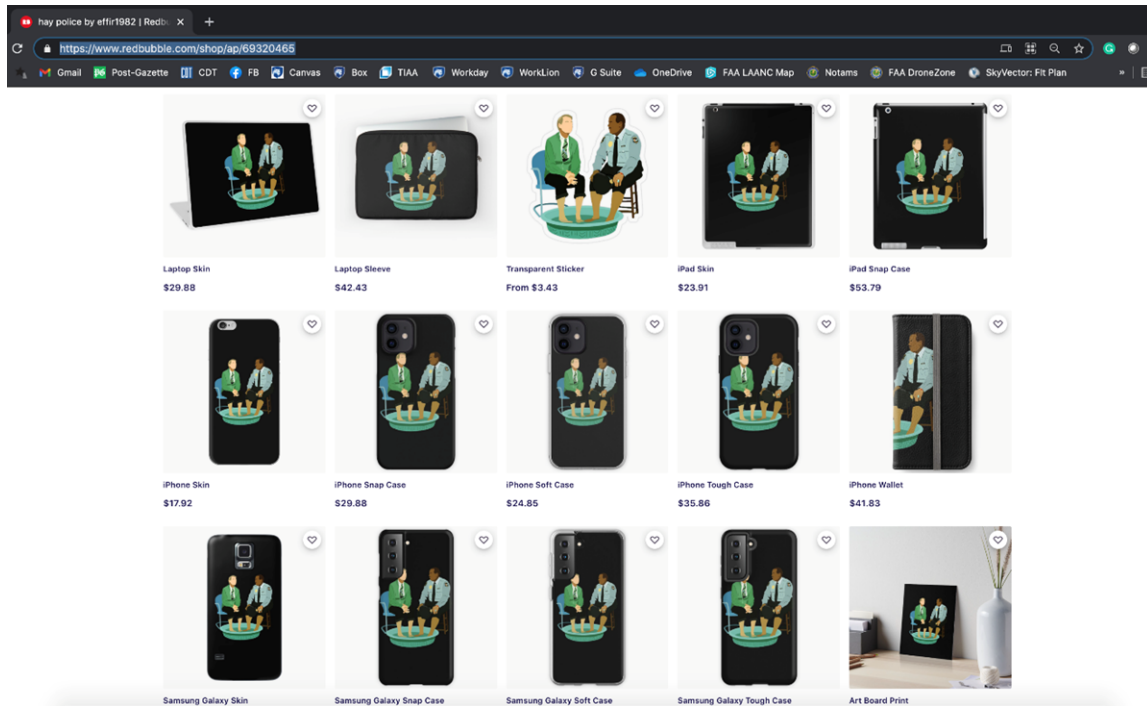 hay police by effir1982 | Redbu
https://www.redbubble.com/shop/ap/69320465
Gmail Post-Gazette CDT FB Canvas Box TIAA Workday WorkLion G Suite OneDrive FAA LAANC Map Notams FAA DroneZone SkyVector: Flt Plan »
Laptop Skin Laptop Sleeve Transparent Sticker iPad Skin iPad Snap Case
$29.88 $42.43 From $3.43 $23.91 $53.79
iPhone Skin iPhone Snap Case iPhone Soft Case iPhone Tough Case iPhone Wallet
$17.92 $29.88 $24.85 $35.86 $41.83
Samsung Galaxy Skin Samsung Galaxy Snap Case Samsung Galaxy Soft Case Samsung Galaxy Tough Case Art Board Print